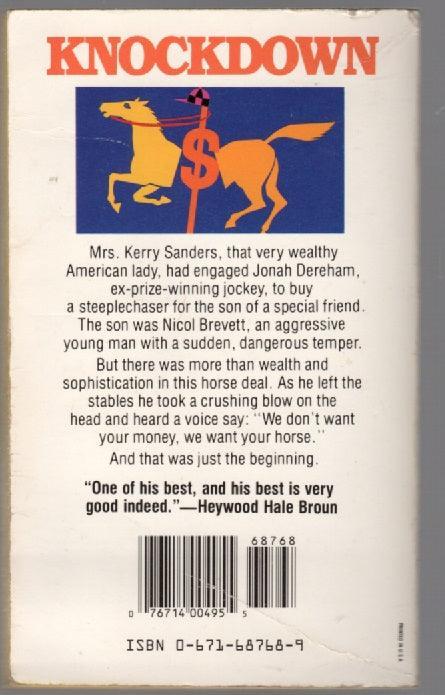 KNOCKDOWN
$
Mrs. Kerry Sanders, that very wealthy
American lady, had engaged Jonah Dereham,
ex-prize-winning jockey, to buy
a steeplechaser for the son of a special friend.
The son was Nicol Brevett, an aggressive
young man with a sudden, dangerous temper.
But there was more than wealth and
sophistication in this horse deal. As he left the
stables he took a crushing blow on the
head and heard a voice say: "We don't want
your money, we want your horse."
And that was just the beginning.
"One of his best, and his best is very
good indeed."—Heywood Hale Broun
68768
0 76714 00495 5
ISBN 0-671-68768-9
PRINTED IN U.S.A.